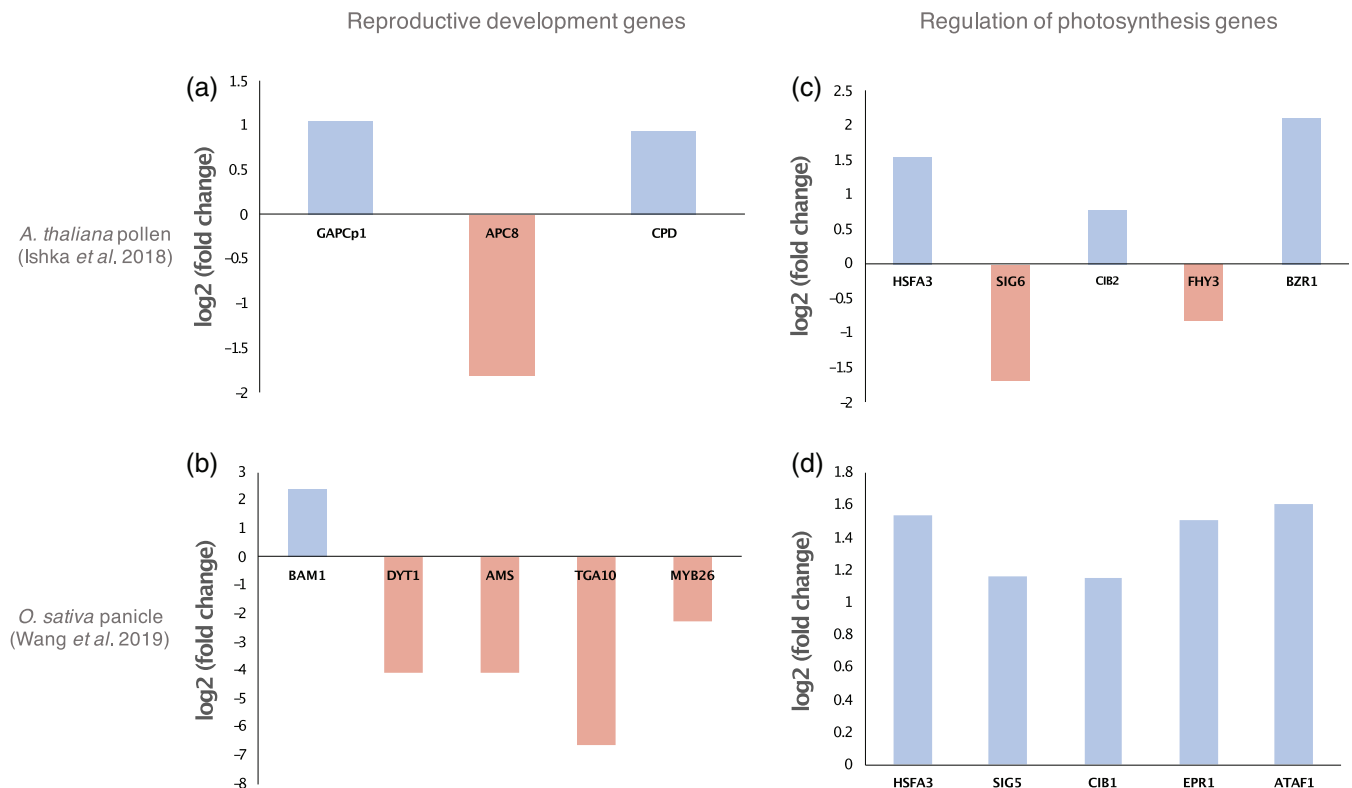 Reproductive development genes
Regulation of photosynthesis genes
A. thaliana pollen
(Ishka et al. 2018)
(a)
log2 (fold change)
1.5
1
0.5
0
−0.5
−1
−1.5
−2
GAPCp1
APC8
CPD
(c)
log2 (fold change)
2.5
2
1.5
1
0.5
0
−0.5
−1
−1.5
−2
HSFA3
SIG6
CIB2
FHY3
BZR1
O. sativa panicle
(Wang et al. 2019)
(b)
log2 (fold change)
3
2
1
0
−1
−2
−3
−4
−5
−6
−7
−8
BAM1
DYT1
AMS
TGA10
MYB26
(d)
log2 (fold change)
1.8
1.6
1.4
1.2
1
0.8
0.6
0.4
0.2
0
HSFA3
SIG5
CIB1
EPR1
ATAF1